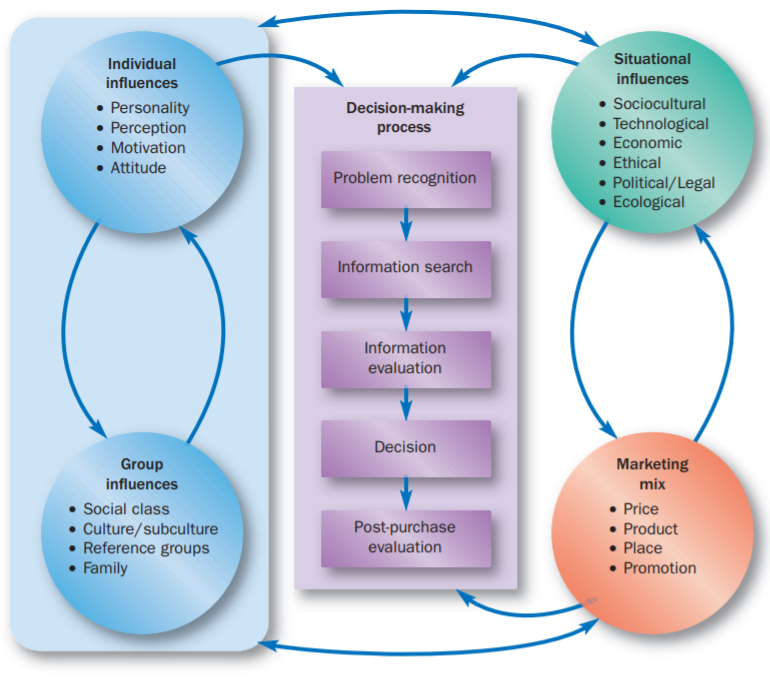 Individual
influences
• Personality
• Perception
• Motivation
• Attitude
Group
influences
• Social class
• Culture/subculture
• Reference groups
• Family
Decision-making
process
Problem recognition
Information search
Information
evaluation
Decision
Post-purchase
evaluation
Situational
influences
• Sociocultural
• Technological
• Economic
• Ethical
• Political/Legal
• Ecological
Marketing
mix
• Price
• Product
• Place
• Promotion